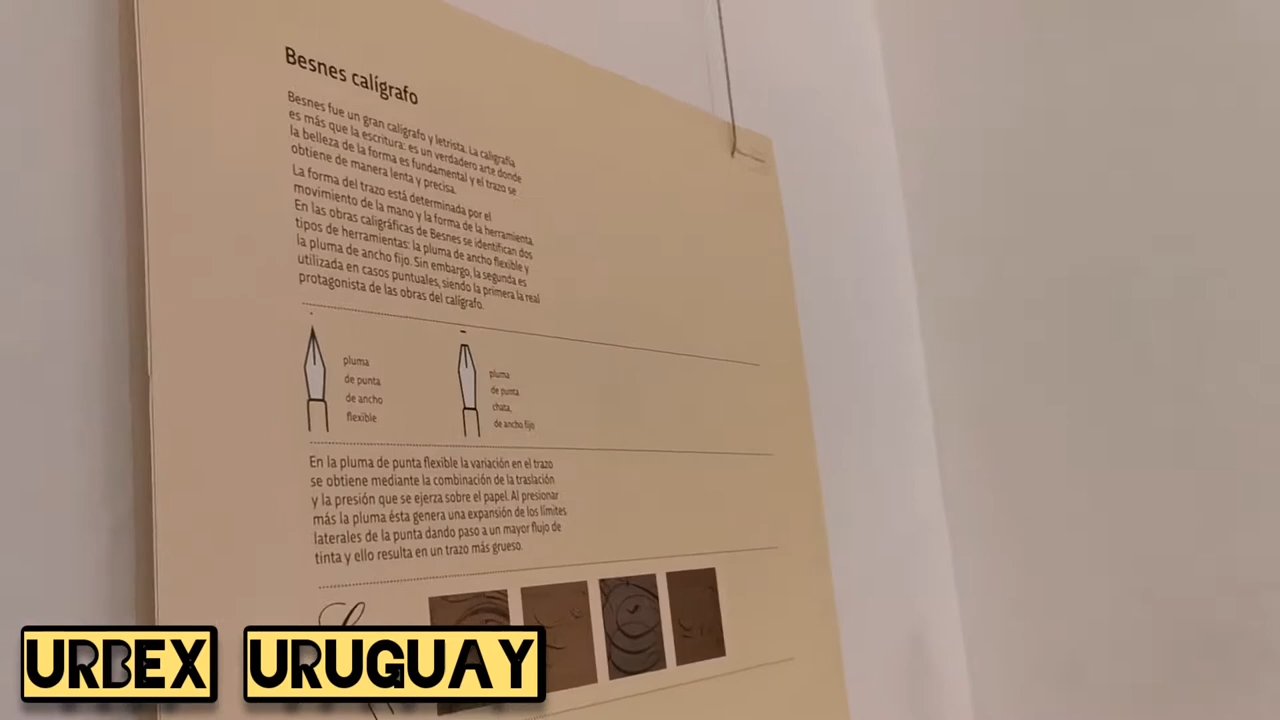 Besnes calígrafo
Besnes fue un gran calígrafo y letrista. La caligrafía
es más que la escritura: es un verdadero arte donde
la belleza de la forma es fundamental y el trazo se
obtiene de manera lenta y precisa.
La forma del trazo está determinada por el
movimiento de la mano y la forma de la herramienta.
En las obras caligráficas de Besnes se identifican dos
tipos de herramientas: la pluma de ancho flexible y
la pluma de ancho fijo. Sin embargo, la segunda es
utilizada en casos puntuales, siendo la primera la real
protagonista de las obras del calígrafo.
pluma
de punta
de ancho
flexible
pluma
de punta
chata,
de ancho fijo
En la pluma de punta flexible la variación en el trazo
se obtiene mediante la combinación de la traslación
y la presión que se ejerza sobre el papel. Al presionar
más la pluma ésta genera una expansión de los límites
laterales de la punta dando paso a un mayor flujo de
tinta y ello resulta en un trazo más grueso.
URBEX URUGUAY